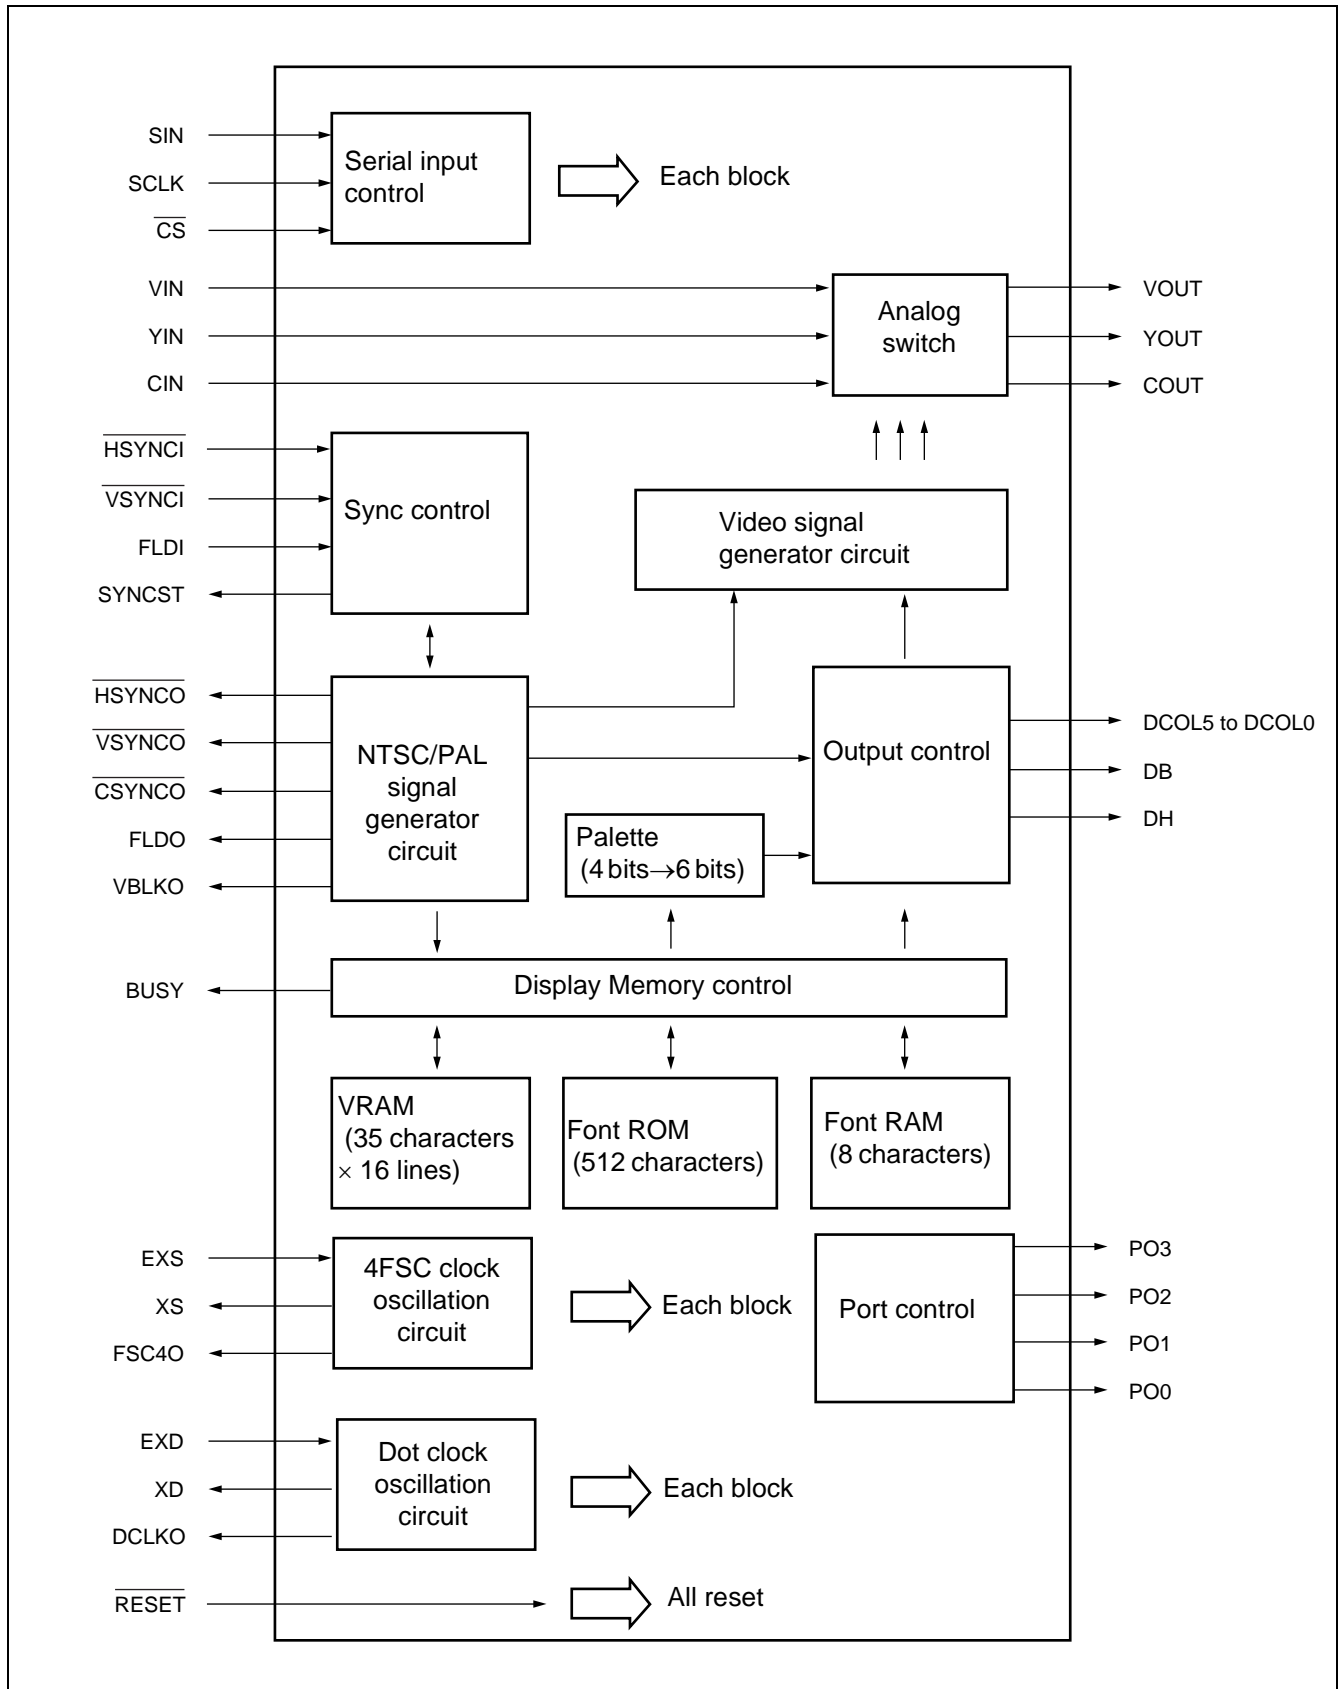 SIN
SCLK
CS
Serial input
control
Each block
VIN
YIN
CIN
Analog
switch
VOUT
YOUT
COUT
HSYNCI
VSYNCI
FLDI
SYNCST
Sync control
Video signal
generator circuit
HSYNCO
VSYNCO
CSYNCO
FLDO
VBLKO
NTSC/PAL
signal
generator
circuit
Output control
DCOL5 to DCOL0
DB
DH
Palette
(4 bits→6 bits)
BUSY
Display Memory control
VRAM
(35 characters
× 16 lines)
Font ROM
(512 characters)
Font RAM
(8 characters)
EXS
XS
FSC4O
4FSC clock
oscillation
circuit
Each block
Port control
PO3
PO2
PO1
PO0
EXD
XD
DCLKO
Dot clock
oscillation
circuit
Each block
RESET
All reset